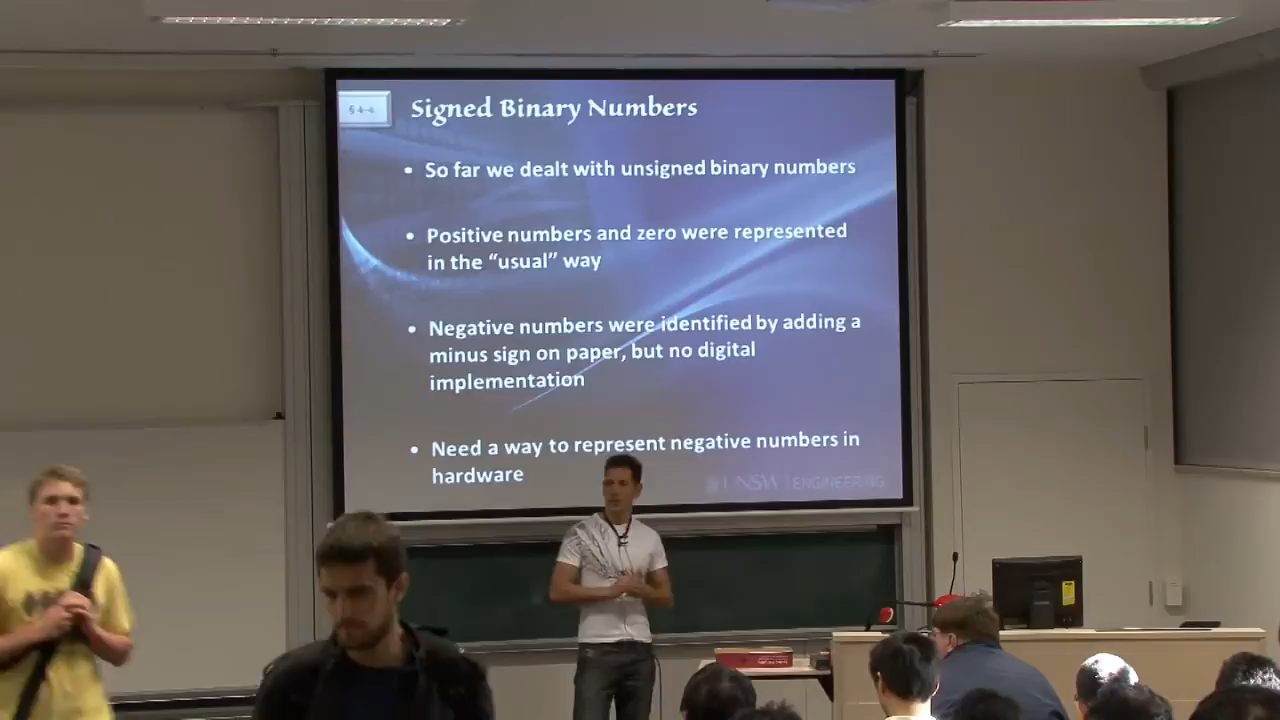 § 4-4
Signed Binary Numbers
• So far we dealt with unsigned binary numbers
• Positive numbers and zero were represented
in the “usual” way
• Negative numbers were identified by adding a
minus sign on paper, but no digital
implementation
• Need a way to represent negative numbers in
hardware
UNSW | ENGINEERING